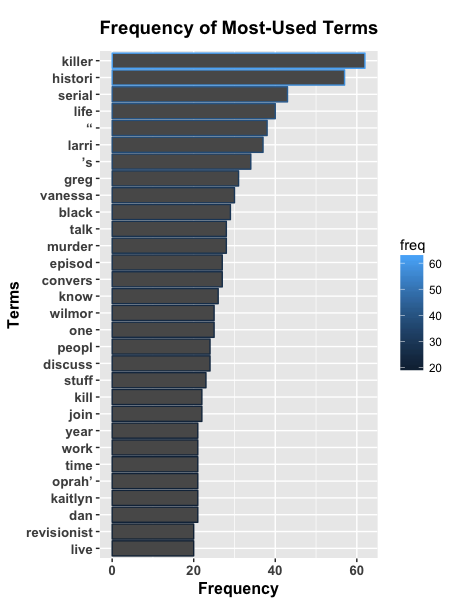 Frequency of Most-Used Terms
killer
histori
serial
life
“
larri
’s
greg
vanessa
black
talk
murder
episod
convers
know
wilmor
one
peopl
discuss
stuff
kill
join
year
work
time
oprah’
kaitlyn
dan
revisionist
live
Terms
0 20 40 60
Frequency
freq
60
50
40
30
20